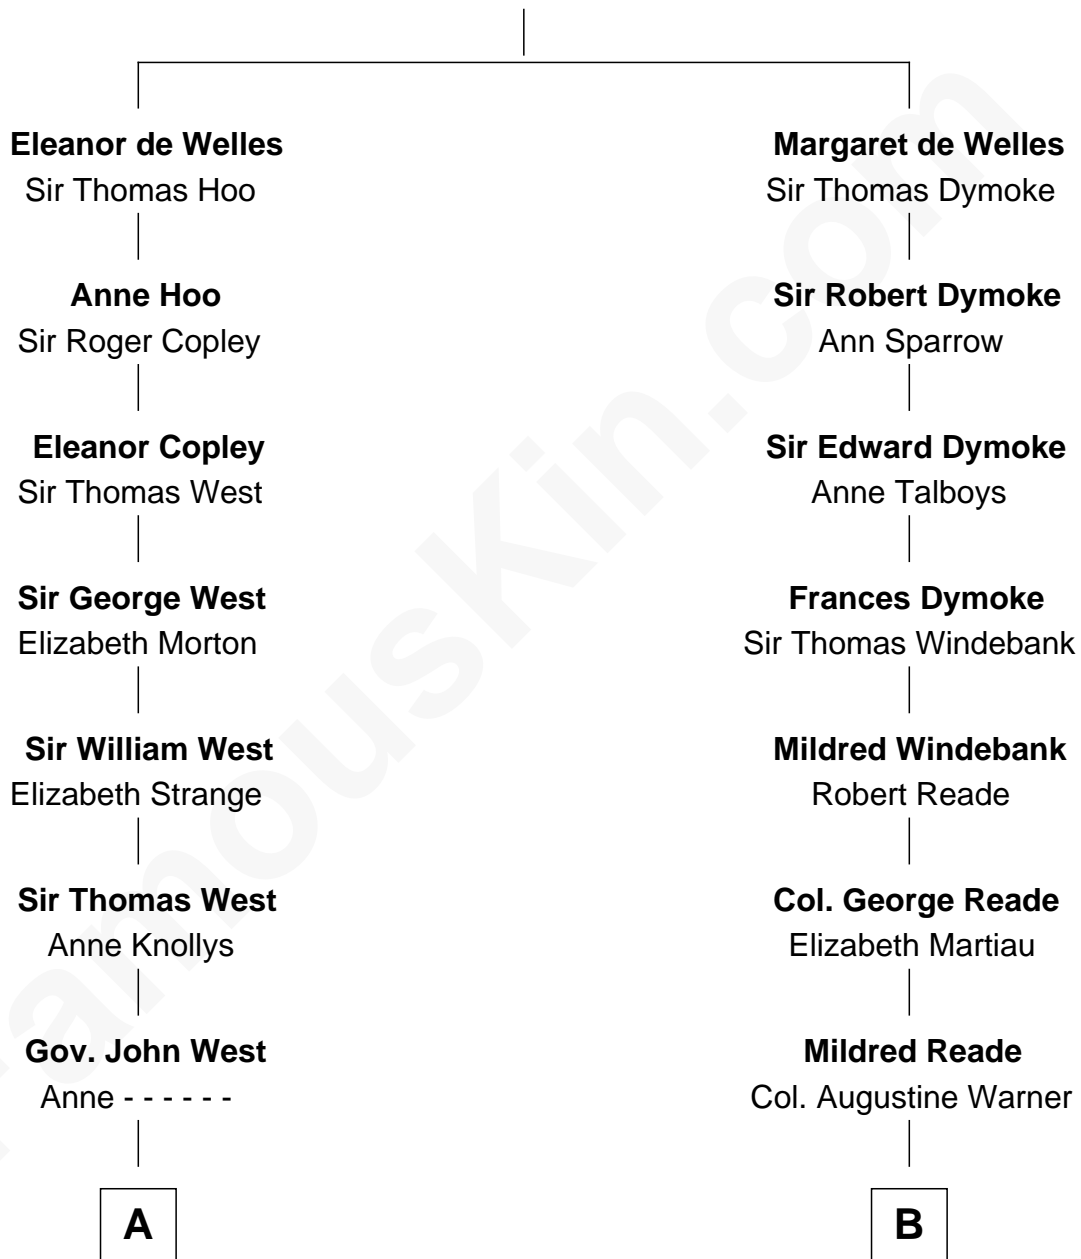 Eleanor de Welles
Sir Thomas Hoo
Anne Hoo
Sir Roger Copley
Eleanor Copley
Sir Thomas West
Sir George West
Elizabeth Morton
Sir William West
Elizabeth Strange
Sir Thomas West
Anne Knollys
Gov. John West
Anne - - - - - -
A
Margaret de Welles
Sir Thomas Dymoke
Sir Robert Dymoke
Ann Sparrow
Sir Edward Dymoke
Anne Talboys
Frances Dymoke
Sir Thomas Windebank
Mildred Windebank
Robert Reade
Col. George Reade
Elizabeth Martiau
Mildred Reade
Col. Augustine Warner
B
FamousKin.com